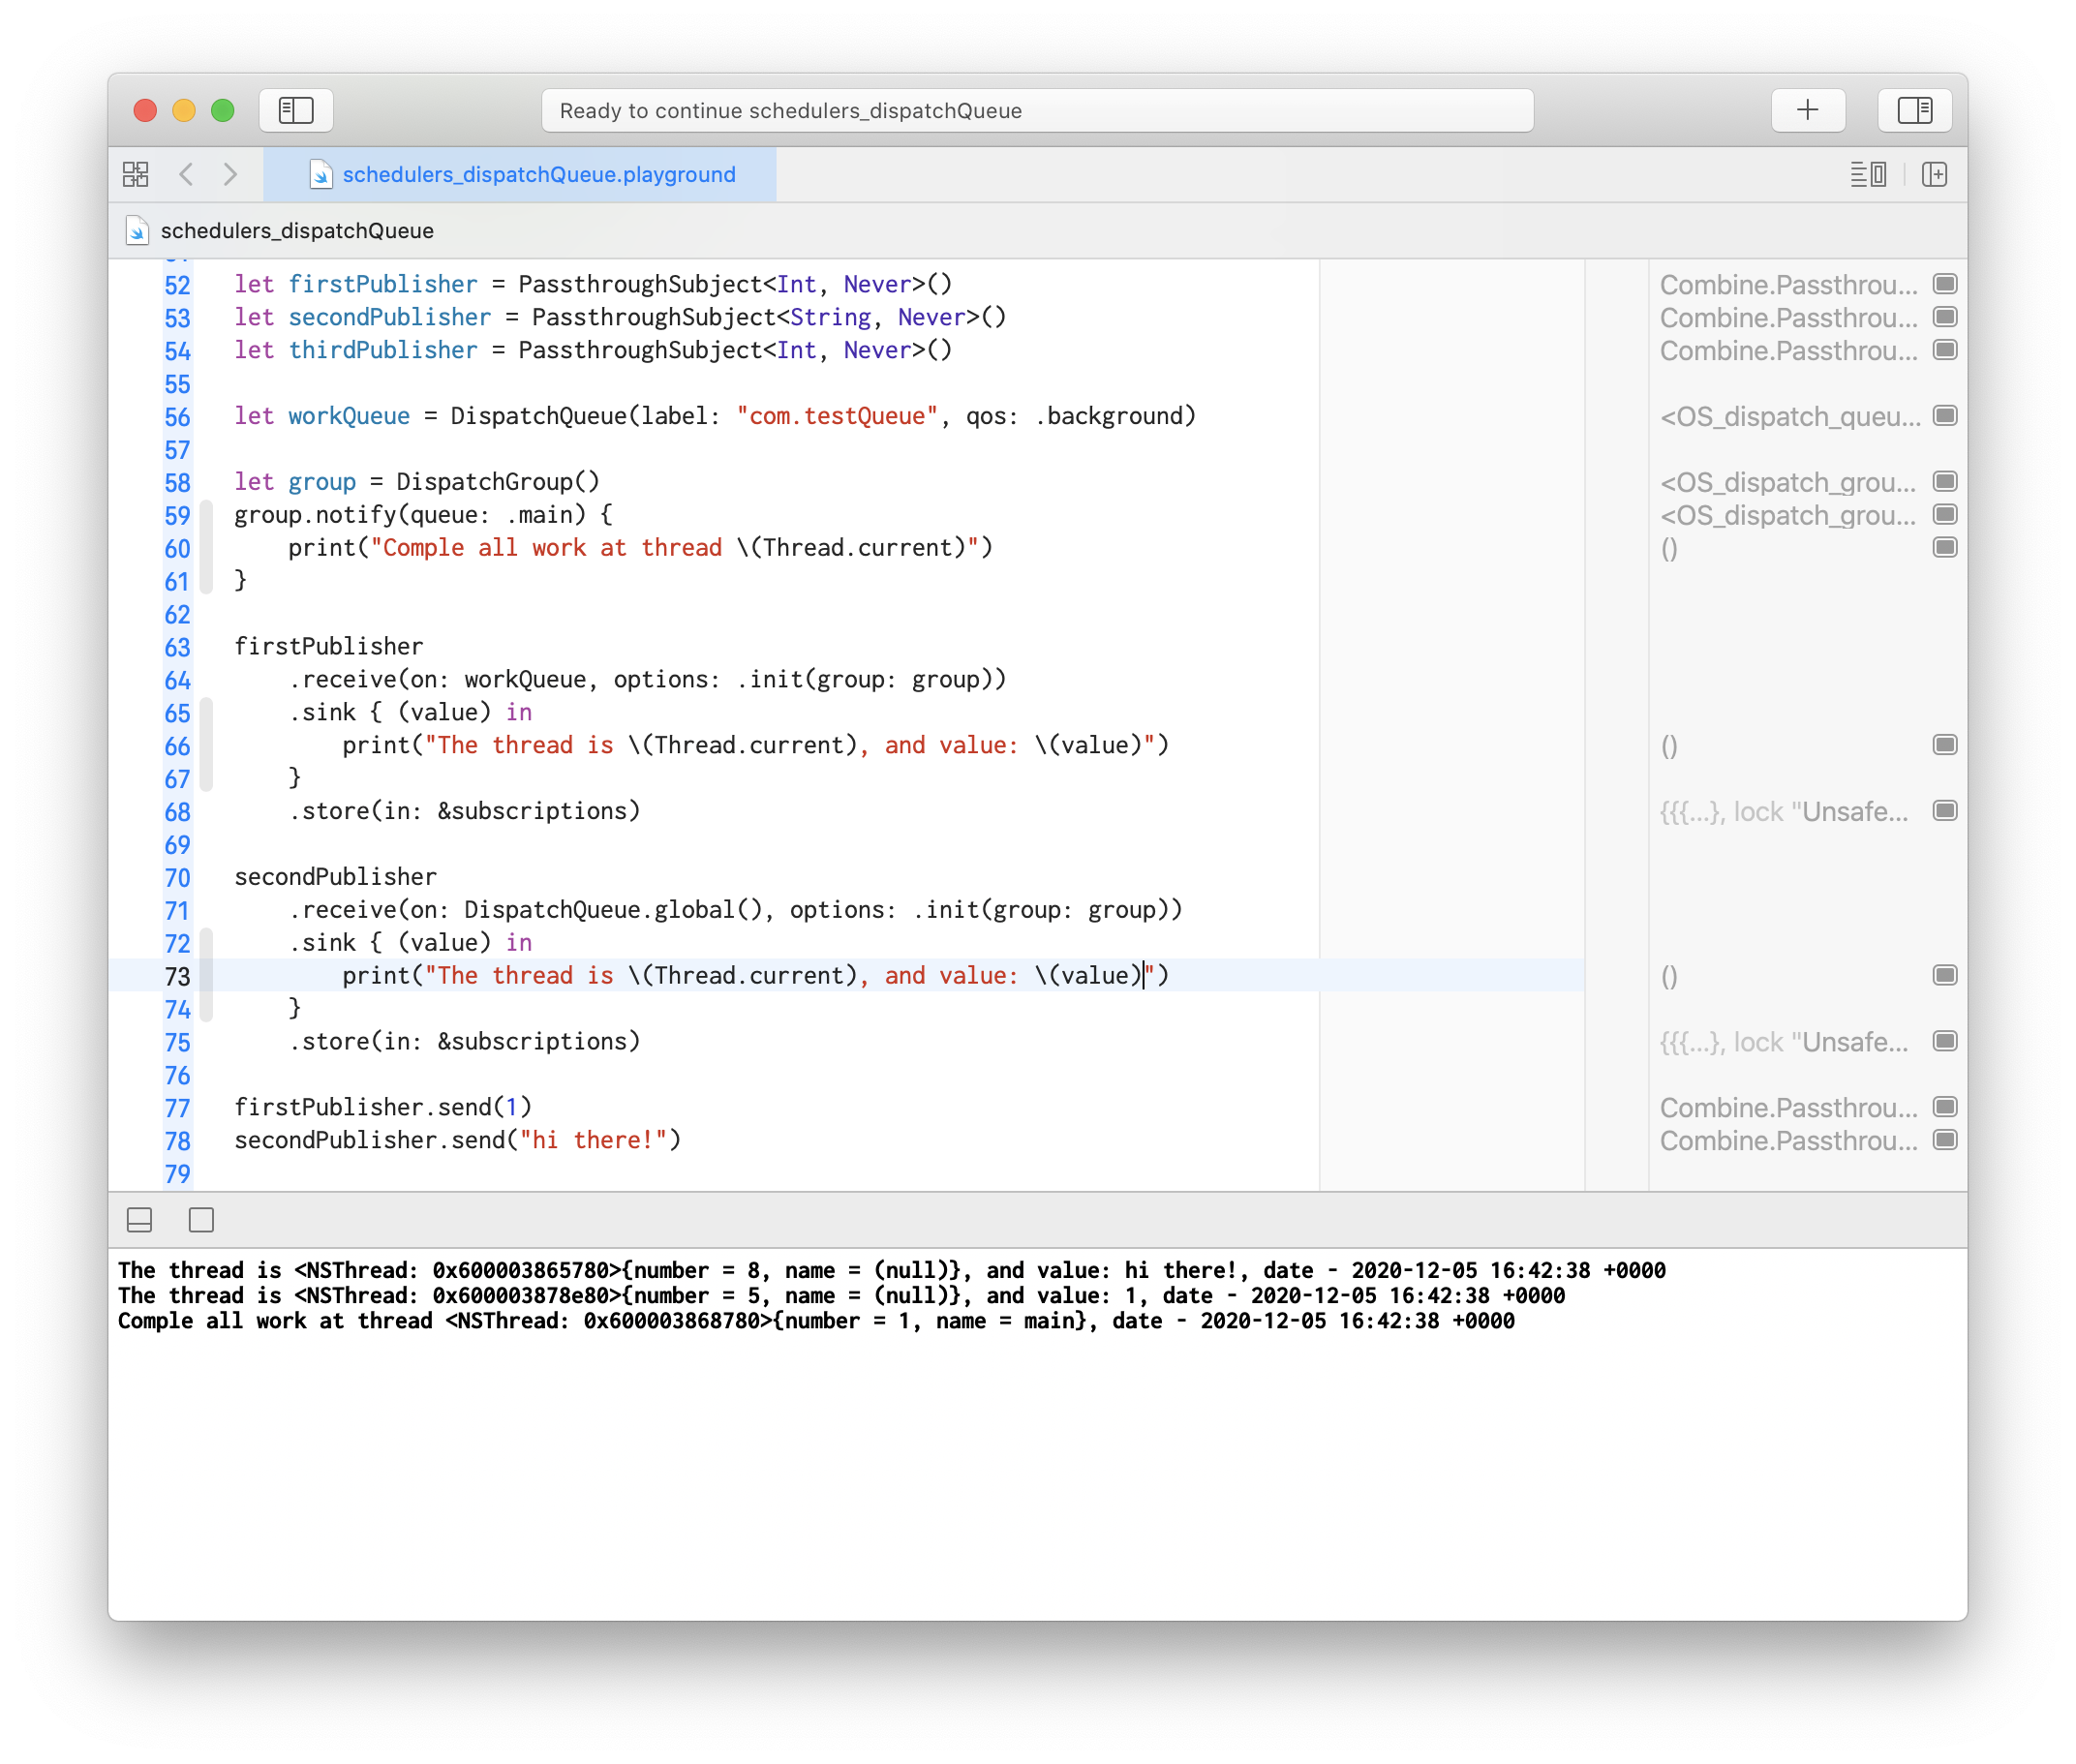 Ready to continue schedulers_dispatchQueue
schedulers_dispatchQueue.playground
schedulers_dispatchQueue
52 let firstPublisher = PassthroughSubject<Int, Never>() Combine.Passthrou...
53 let secondPublisher = PassthroughSubject<String, Never>() Combine.Passthrou...
54 let thirdPublisher = PassthroughSubject<Int, Never>() Combine.Passthrou...
55
56 let workQueue = DispatchQueue(label: "com.testQueue", qos: .background) <OS_dispatch_queu...
57
58 let group = DispatchGroup() <OS_dispatch_grou...
59 group.notify(queue: .main) { <OS_dispatch_grou...
60     print("Comple all work at thread \(Thread.current)") ()
61 }
62
63 firstPublisher
64     .receive(on: workQueue, options: .init(group: group))
65     .sink { (value) in
66         print("The thread is \(Thread.current), and value: \(value)") ()
67     }
68     .store(in: &subscriptions) {{{...}, lock "Unsafe...
69
70 secondPublisher
71     .receive(on: DispatchQueue.global(), options: .init(group: group))
72     .sink { (value) in
73         print("The thread is \(Thread.current), and value: \(value)") ()
74     }
75     .store(in: &subscriptions) {{{...}, lock "Unsafe...
76
77 firstPublisher.send(1) Combine.Passthrou...
78 secondPublisher.send("hi there!") Combine.Passthrou...
79
The thread is <NSThread: 0x600003865780>{number = 8, name = (null)}, and value: hi there!, date - 2020-12-05 16:42:38 +0000
The thread is <NSThread: 0x600003878e80>{number = 5, name = (null)}, and value: 1, date - 2020-12-05 16:42:38 +0000
Comple all work at thread <NSThread: 0x600003868780>{number = 1, name = main}, date - 2020-12-05 16:42:38 +0000